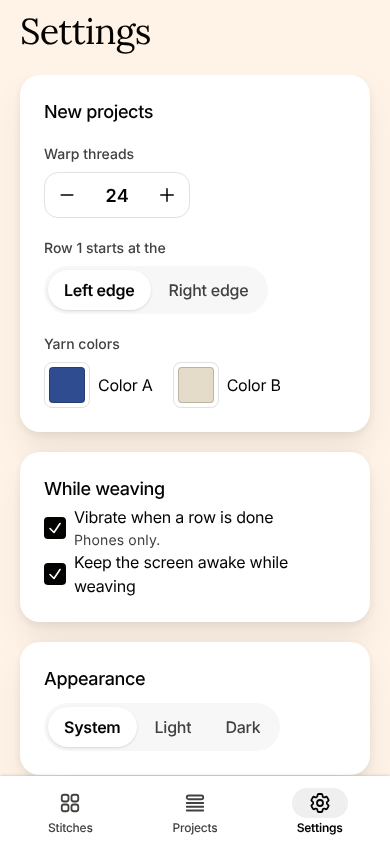 Settings
New projects
Warp threads
24
Row 1 starts at the
Left edge Right edge
Yarn colors
Color A Color B
While weaving
Vibrate when a row is done
Phones only.
Keep the screen awake while
weaving
Appearance
System Light Dark
Stitches Projects Settings